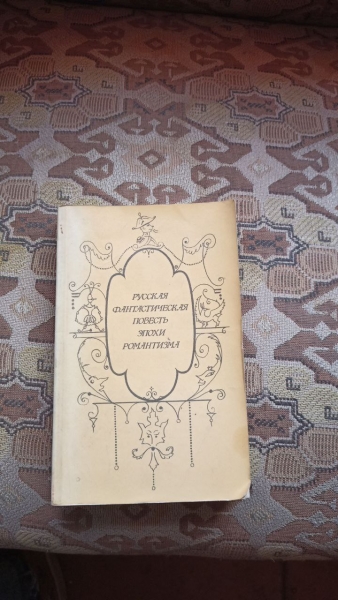 РУССКАЯ
ФАНТАСТИЧЕСКАЯ
ПОВЕСТЬ
ЭПОХИ
РОМАНТИЗМА